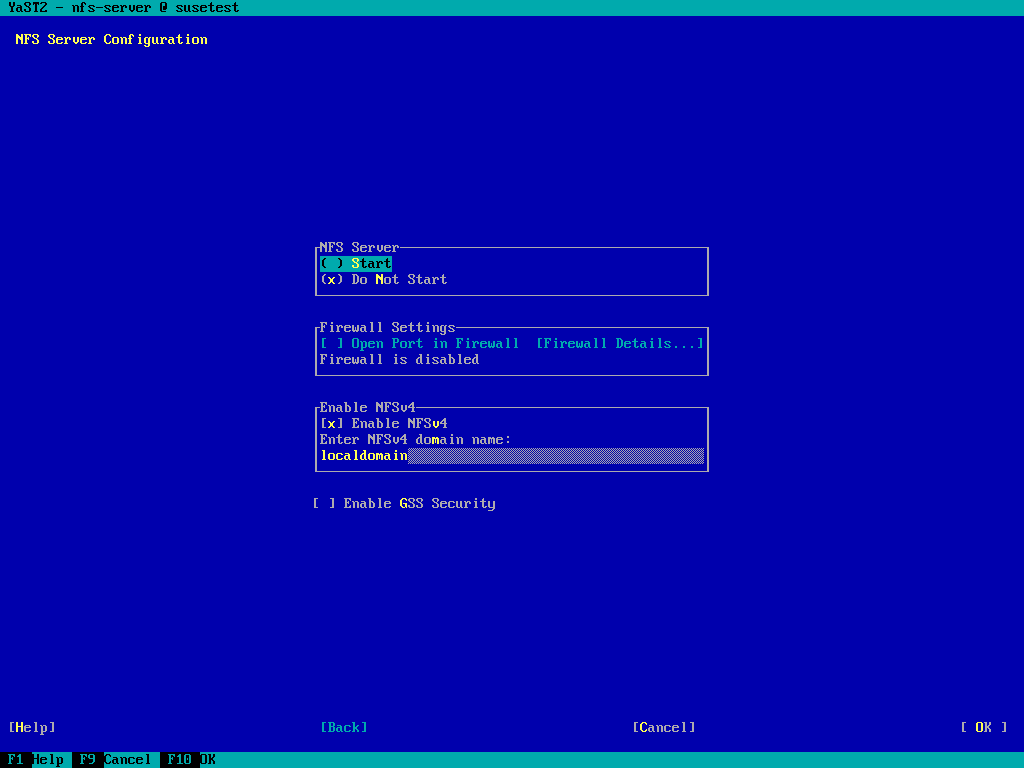 YaST2 - nfs-server @ susetest
NFS Server Configuration
NFS Server
( ) Start
(x) Do Not Start
Firewall Settings
[ ] Open Port in Firewall  [Firewall Details...]
Firewall is disabled
Enable NFSv4
[x] Enable NFSv4
Enter NFSv4 domain name:
localdomain
[ ] Enable GSS Security
[Help] [Back] [Cancel] [ OK ]
F1 Help F9 Cancel F10 OK